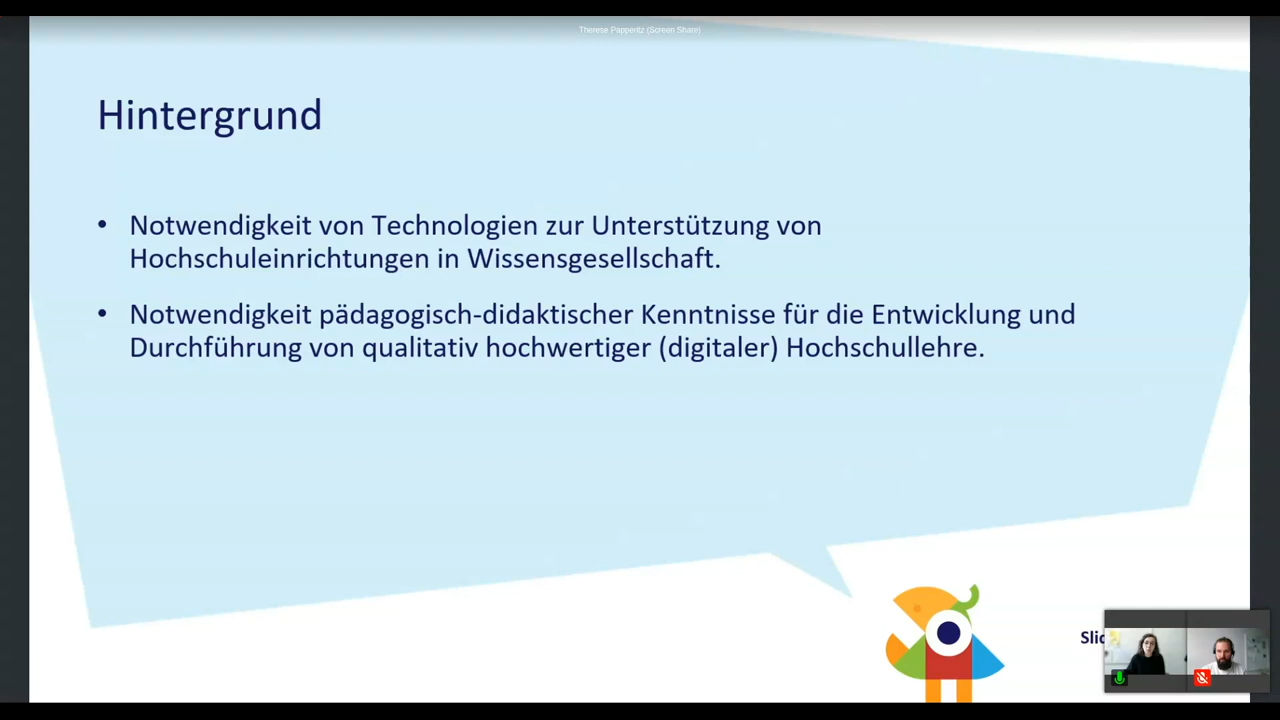 Therese Papperitz (Screen Share)
Hintergrund
• Notwendigkeit von Technologien zur Unterstützung von
Hochschuleinrichtungen in Wissensgesellschaft.
• Notwendigkeit pädagogisch-didaktischer Kenntnisse für die Entwicklung und
Durchführung von qualitativ hochwertiger (digitaler) Hochschullehre.